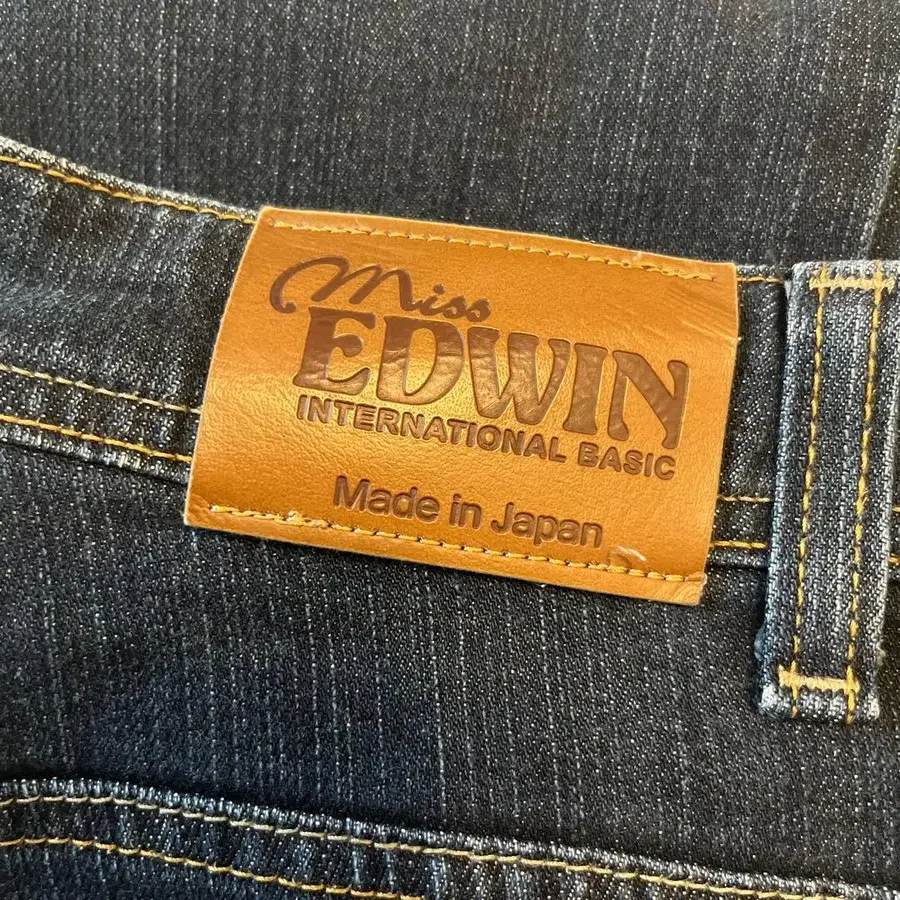 Miss
EDWIN
INTERNATIONAL BASIC
Made in Japan